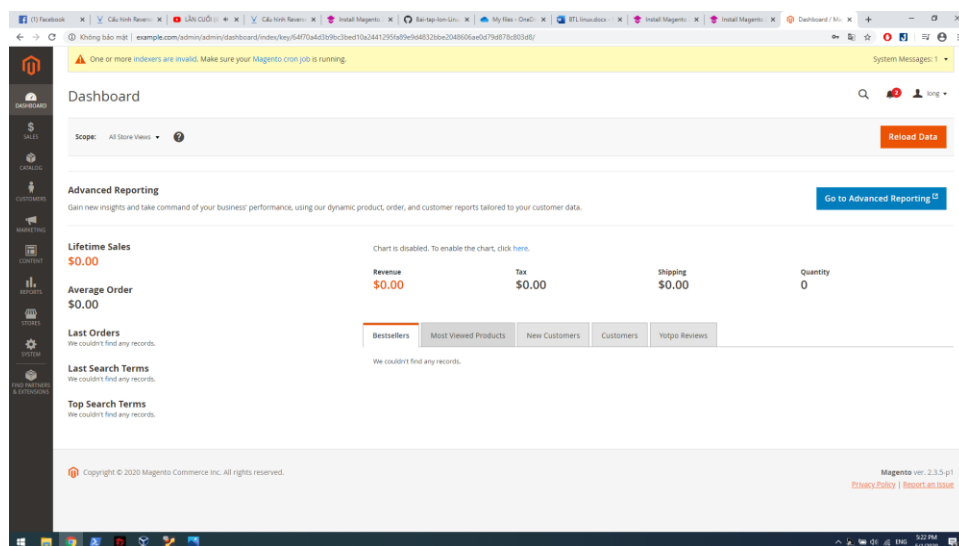 (1) Facebook
Cấu hình Revers
LẦN CUỐI (ST
Cấu hình Revers
Install Magento
Bai-tap-lon-Linu
My files - OneDr
BTL linux.docx
Install Magento
Install Magento
Dashboard / Ma
Không bảo mật | example.com/admin/admin/dashboard/index/key/64f70a4d3b9bc3bed10a2441295fa89e9d4832bbe2048606ae0d79d878c803d8/
One or more indexers are invalid. Make sure your Magento cron job is running.
System Messages: 1
DASHBOARD
SALES
CATALOG
CUSTOMERS
MARKETING
CONTENT
REPORTS
STORES
SYSTEM
FIND PARTNERS
& EXTENSIONS
Dashboard
2
long
Scope: All Store Views ?
Reload Data
Advanced Reporting
Gain new insights and take command of your business' performance, using our dynamic product, order, and customer reports tailored to your customer data.
Go to Advanced Reporting
Lifetime Sales
$0.00
Average Order
$0.00
Last Orders
We couldn't find any records.
Last Search Terms
We couldn't find any records.
Top Search Terms
We couldn't find any records.
Chart is disabled. To enable the chart, click here.
Revenue Tax Shipping Quantity
$0.00 $0.00 $0.00 0
Bestsellers Most Viewed Products New Customers Customers Yotpo Reviews
We couldn't find any records.
Copyright © 2020 Magento Commerce Inc. All rights reserved.
Magento ver. 2.3.5-p1
Privacy Policy | Report an Issue
ENG
5:22 PM